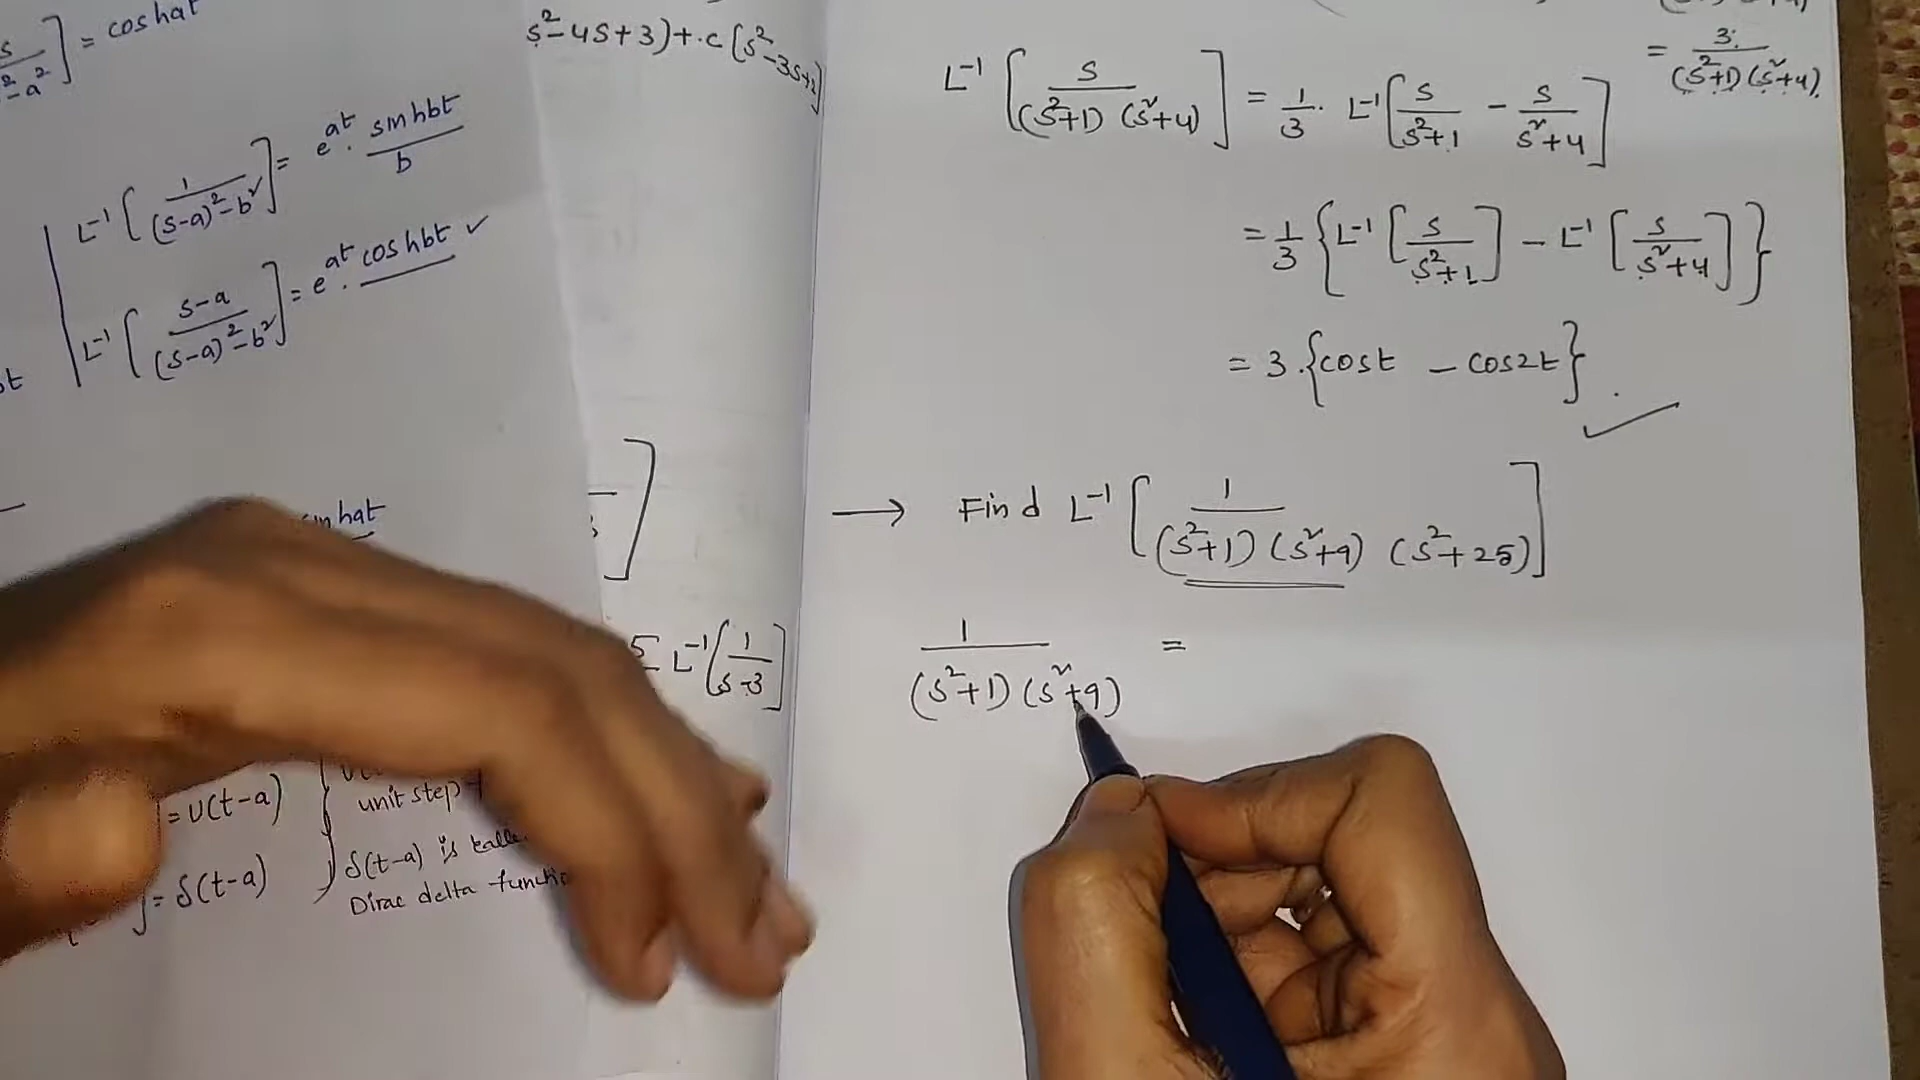 s/s²-a²] = coshat
L⁻¹[1/(s-a)²-b²] = e^at . sinhbt/b
L⁻¹[s-a/(s-a)²-b²] = e^at . coshbt ✓
= U(t-a)
unit step
= δ(t-a)
δ(t-a) is
Dirac delta
s²-4s+3)+.c(s²-3s+2)
L⁻¹[1/s-3]
= 3/(s²+1)(s²+4)
L⁻¹[s/(s²+1)(s²+4)] = 1/3 . L⁻¹[s/s²+1 - s/s²+4]
= 1/3 {L⁻¹[s/s²+1] - L⁻¹[s/s²+4]}
= 3.{cost - cos2t}.
→ Find L⁻¹[1/(s²+1)(s²+9)(s²+25)]
1/(s²+1)(s²+9) =